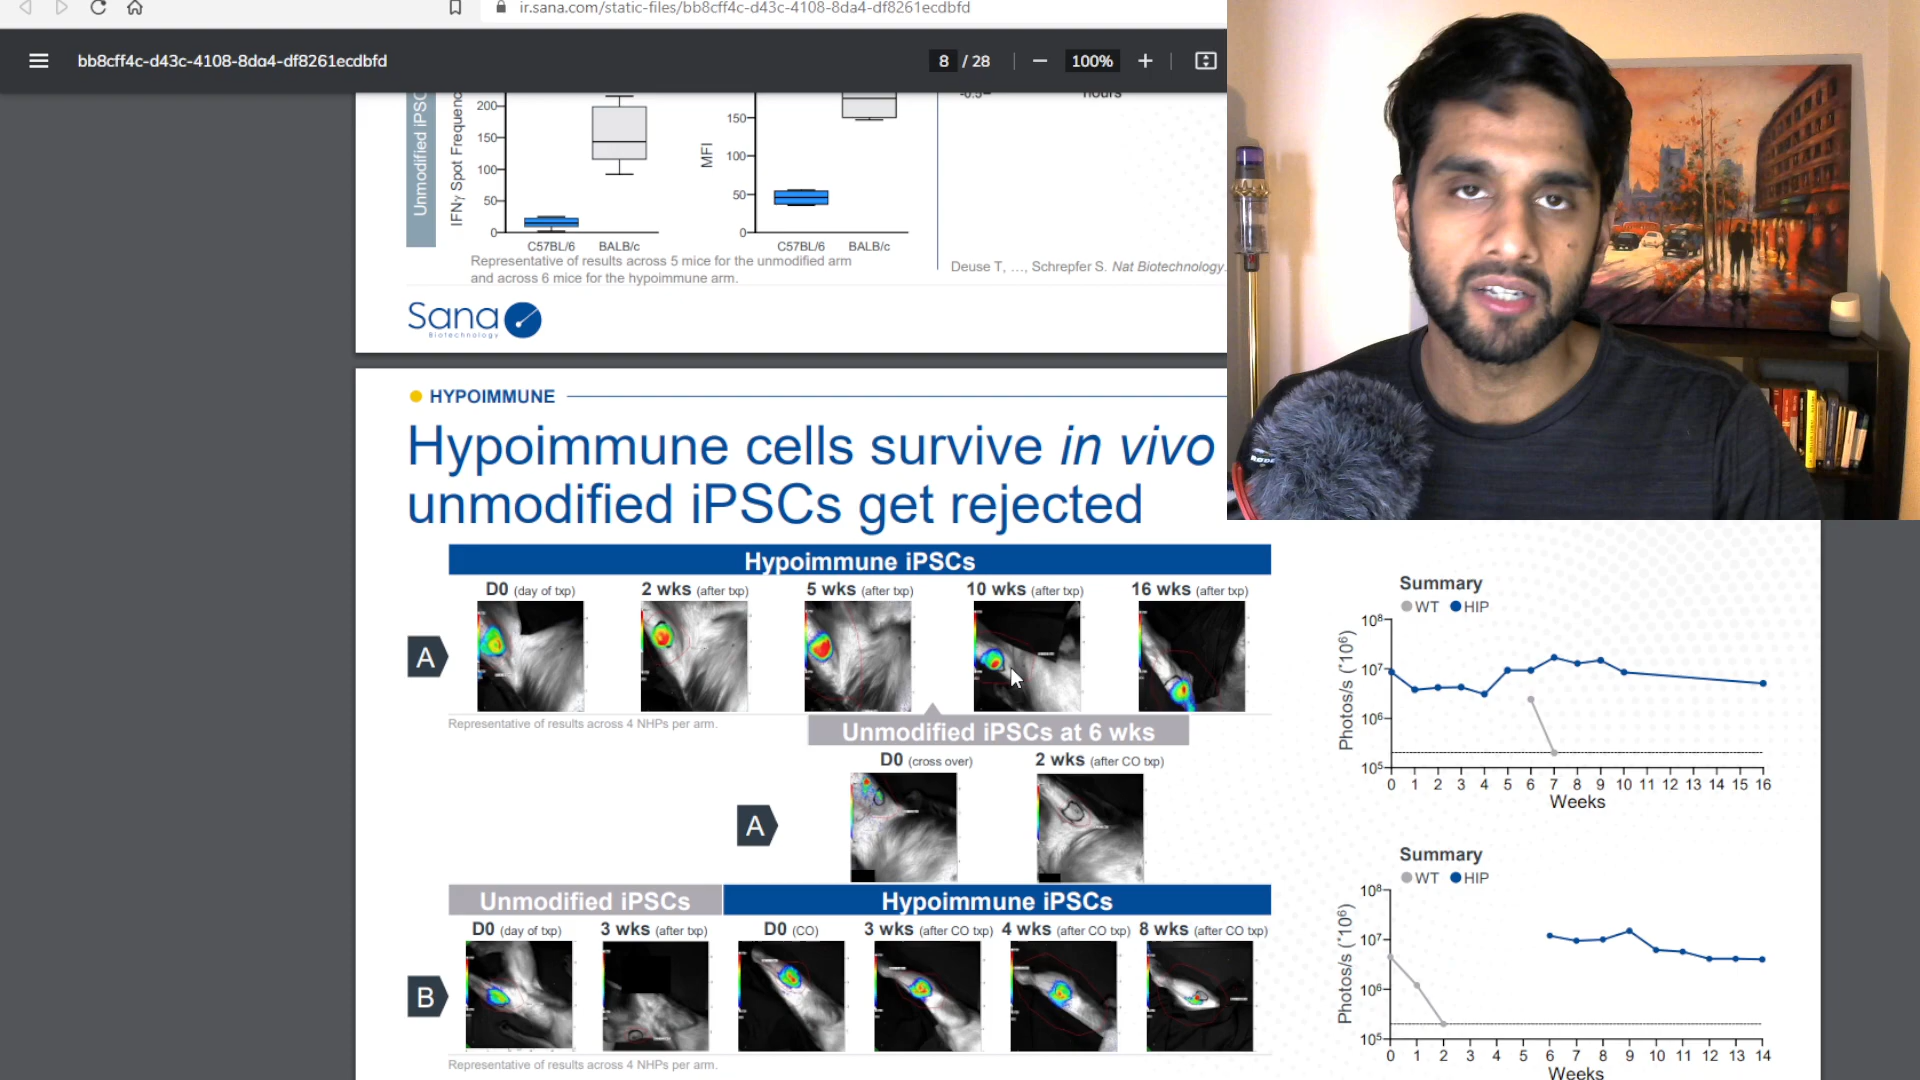 ir.sana.com/static-files/bb8cff4c-d43c-4108-8da4-df8261ecdbfd
bb8cff4c-d43c-4108-8da4-df8261ecdbfd
8 / 28
100%
Unmodified iPSC
IFNγ Spot Frequenc
200
150
100
50
0
C57BL/6
BALB/c
MFI
150
100
50
0
C57BL/6
BALB/c
-0.5
hours
Representative of results across 5 mice for the unmodified arm
and across 6 mice for the hypoimmune arm.
Deuse T, …, Schrepfer S. Nat Biotechnology.
Sana
Biotechnology
RODE
HYPOIMMUNE
Hypoimmune cells survive in vivo
unmodified iPSCs get rejected
Hypoimmune iPSCs
D0 (day of txp)
2 wks (after txp)
5 wks (after txp)
10 wks (after txp)
16 wks (after txp)
A
Representative of results across 4 NHPs per arm.
Unmodified iPSCs at 6 wks
D0 (cross over)
2 wks (after CO txp)
A
Unmodified iPSCs
Hypoimmune iPSCs
D0 (day of txp)
3 wks (after txp)
D0 (CO)
3 wks (after CO txp)
4 wks (after CO txp)
8 wks (after CO txp)
B
Representative of results across 4 NHPs per arm.
Summary
WT HIP
Photos/s (*10⁶)
10⁸
10⁷
10⁶
10⁵
0 1 2 3 4 5 6 7 8 9 10 11 12 13 14 15 16
Weeks
Summary
WT HIP
Photos/s (*10⁶)
10⁸
10⁷
10⁶
10⁵
0 1 2 3 4 5 6 7 8 9 10 11 12 13 14
Weeks